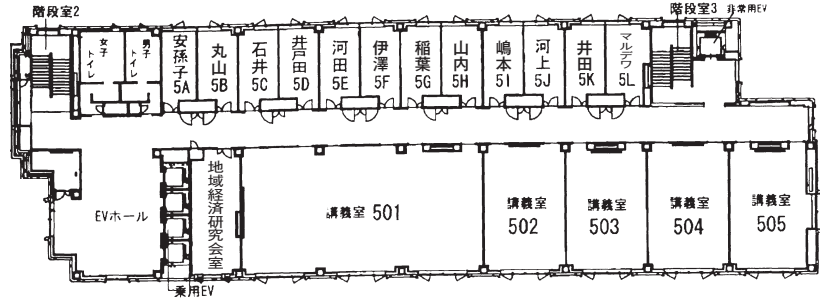 階段室2
階段室3
非常用EV
女子トイレ
男子トイレ
安孫子
5A
丸山
5B
石井
5C
井戸田
5D
河田
5E
伊澤
5F
稲葉
5G
山内
5H
嶋本
5I
河上
5J
井田
5K
マルデワ
5L
EVホール
乗用EV
地域経済研究会室
講義室 501
講義室
502
講義室
503
講義室
504
講義室
505